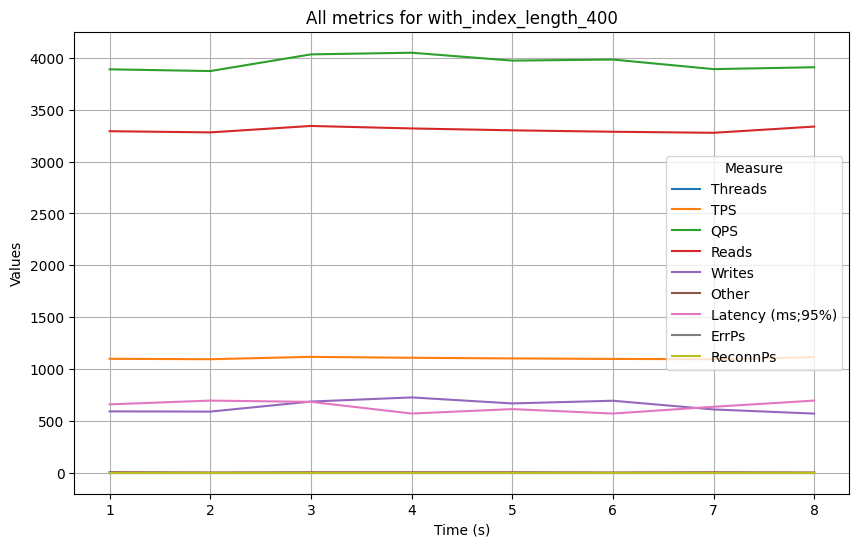 All metrics for with_index_length_400
4000
3500
3000
2500
2000
1500
1000
500
0
Values
Measure
Threads
TPS
QPS
Reads
Writes
Other
Latency (ms;95%)
ErrPs
ReconnPs
1 2 3 4 5 6 7 8
Time (s)